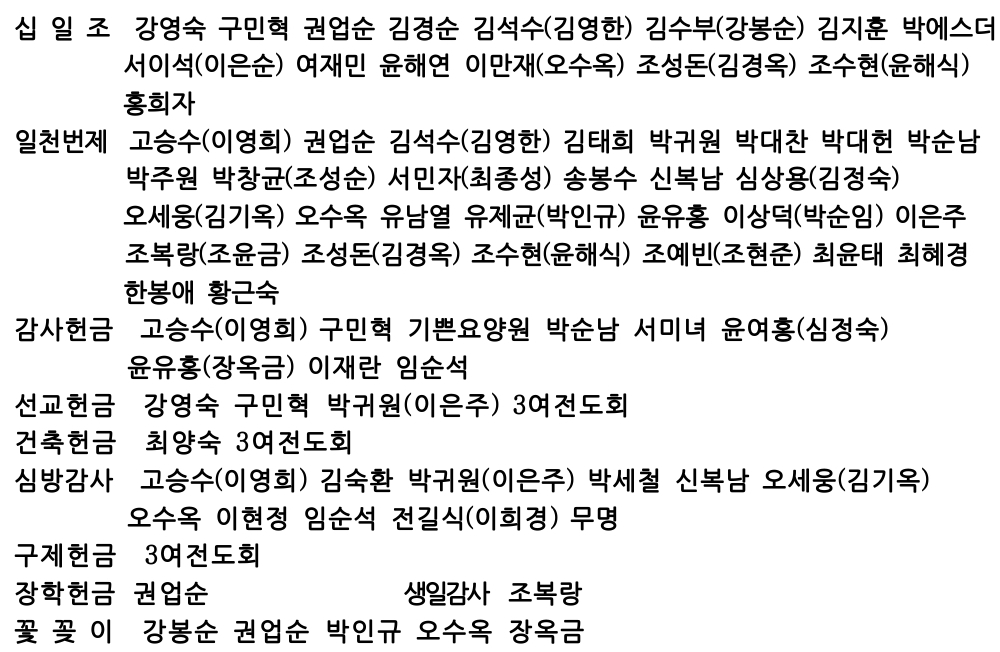 십 일 조 강영숙 구민혁 권업순 김경순 김석수(김영한) 김수부(강봉순) 김지훈 박에스더
서이석(이은순) 여재민 윤해연 이만재(오수옥) 조성돈(김경옥) 조수현(윤해식)
홍희자
일천번제 고승수(이영희) 권업순 김석수(김영한) 김태희 박귀원 박대찬 박대헌 박순남
박주원 박창균(조성순) 서민자(최종성) 송봉수 신복남 심상용(김정숙)
오세웅(김기옥) 오수옥 유남열 유제균(박인규) 윤유홍 이상덕(박순임) 이은주
조복랑(조윤금) 조성돈(김경옥) 조수현(윤해식) 조예빈(조현준) 최윤태 최혜경
한봉애 황근숙
감사헌금 고승수(이영희) 구민혁 기쁜요양원 박순남 서미녀 윤여홍(심정숙)
윤유홍(장옥금) 이재란 임순석
선교헌금 강영숙 구민혁 박귀원(이은주) 3여전도회
건축헌금 최양숙 3여전도회
심방감사 고승수(이영희) 김숙환 박귀원(이은주) 박세철 신복남 오세웅(김기옥)
오수옥 이현정 임순석 전길식(이희경) 무명
구제헌금 3여전도회
장학헌금 권업순 생일감사 조복랑
꽃 꽂 이 강봉순 권업순 박인규 오수옥 장옥금